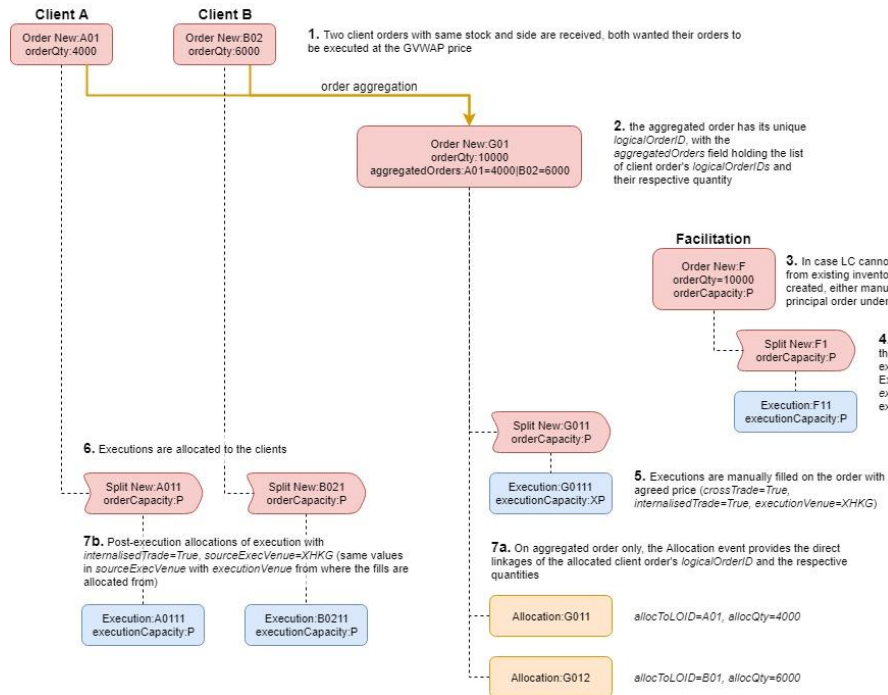 Client A
Client B
Order New:A01
orderQty:4000
Order New:B02
orderQty:6000
1. Two client orders with same stock and side are received, both wanted their orders to
be executed at the GVWAP price
order aggregation
Order New:G01
orderQty:10000
aggregatedOrders:A01=4000|B02=6000
2. the aggregated order has its unique
logicalOrderID, with the
aggregatedOrders field holding the list
of client order's logicalOrderIDs and
their respective quantity
Facilitation
Order New:F
orderQty=10000
orderCapacity:P
3. In case LC canno
from existing invento
created, either manu
principal order under
Split New:F1
orderCapacity:P
4.
th
ex
E
ex
ex
Execution:F11
executionCapacity:P
Split New:G011
orderCapacity:P
6. Executions are allocated to the clients
Split New:A011
orderCapacity:P
Split New:B021
orderCapacity:P
Execution:G0111
executionCapacity:XP
5. Executions are manually filled on the order with
agreed price (crossTrade=True,
internalisedTrade=True, executionVenue=XHKG)
7b. Post-execution allocations of execution with
internalisedTrade=True, sourceExecVenue=XHKG (same values
in sourceExecVenue with executionVenue from where the fills are
allocated from)
7a. On aggregated order only, the Allocation event provides the direct
linkages of the allocated client order's logicalOrderID and the respective
quantities
Execution:A0111
executionCapacity:P
Execution:B0211
executionCapacity:P
Allocation:G011
allocToLOID=A01, allocQty=4000
Allocation:G012
allocToLOID=B01, allocQty=6000